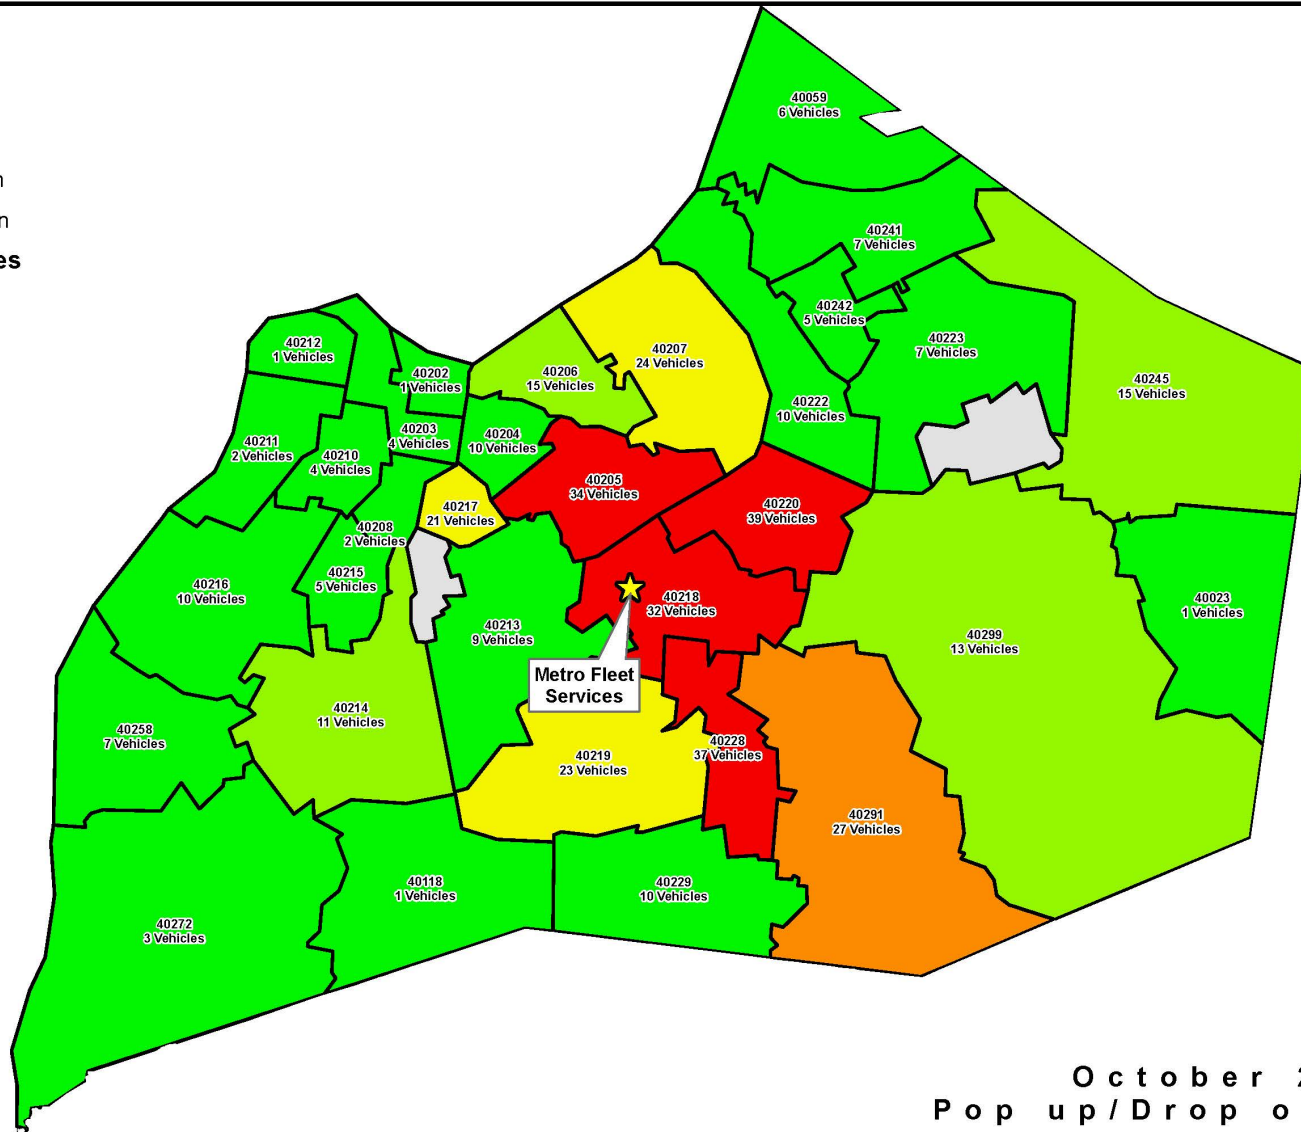 40059
6 Vehicles
n
n
es
40241
7 Vehicles
40242
5 Vehicles
40223
7 Vehicles
40212
1 Vehicles
40202
1 Vehicles
40206
15 Vehicles
40207
24 Vehicles
40222
10 Vehicles
40245
15 Vehicles
40211
2 Vehicles
40210
4 Vehicles
40203
4 Vehicles
40204
10 Vehicles
40205
34 Vehicles
40217
21 Vehicles
40220
39 Vehicles
40208
2 Vehicles
40215
5 Vehicles
40216
10 Vehicles
40218
32 Vehicles
40023
1 Vehicles
40213
9 Vehicles
40299
13 Vehicles
Metro Fleet
Services
40214
11 Vehicles
40258
7 Vehicles
40219
23 Vehicles
40228
37 Vehicles
40291
27 Vehicles
40118
1 Vehicles
40229
10 Vehicles
40272
3 Vehicles
October
Pop up/Drop o